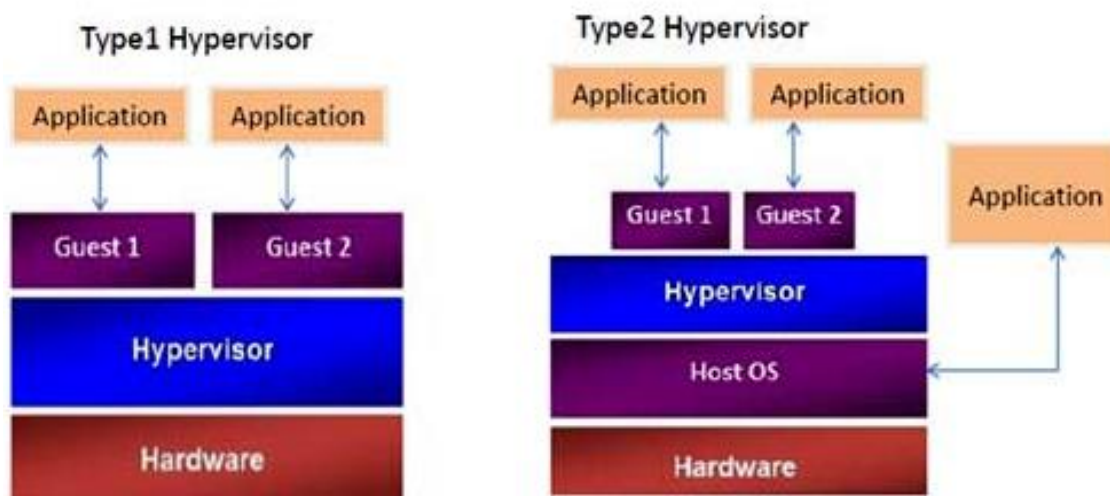 Type1 Hypervisor
Application
Application
Guest 1
Guest 2
Hypervisor
Hardware
Type2 Hypervisor
Application
Application
Application
Guest 1
Guest 2
Hypervisor
Host OS
Hardware